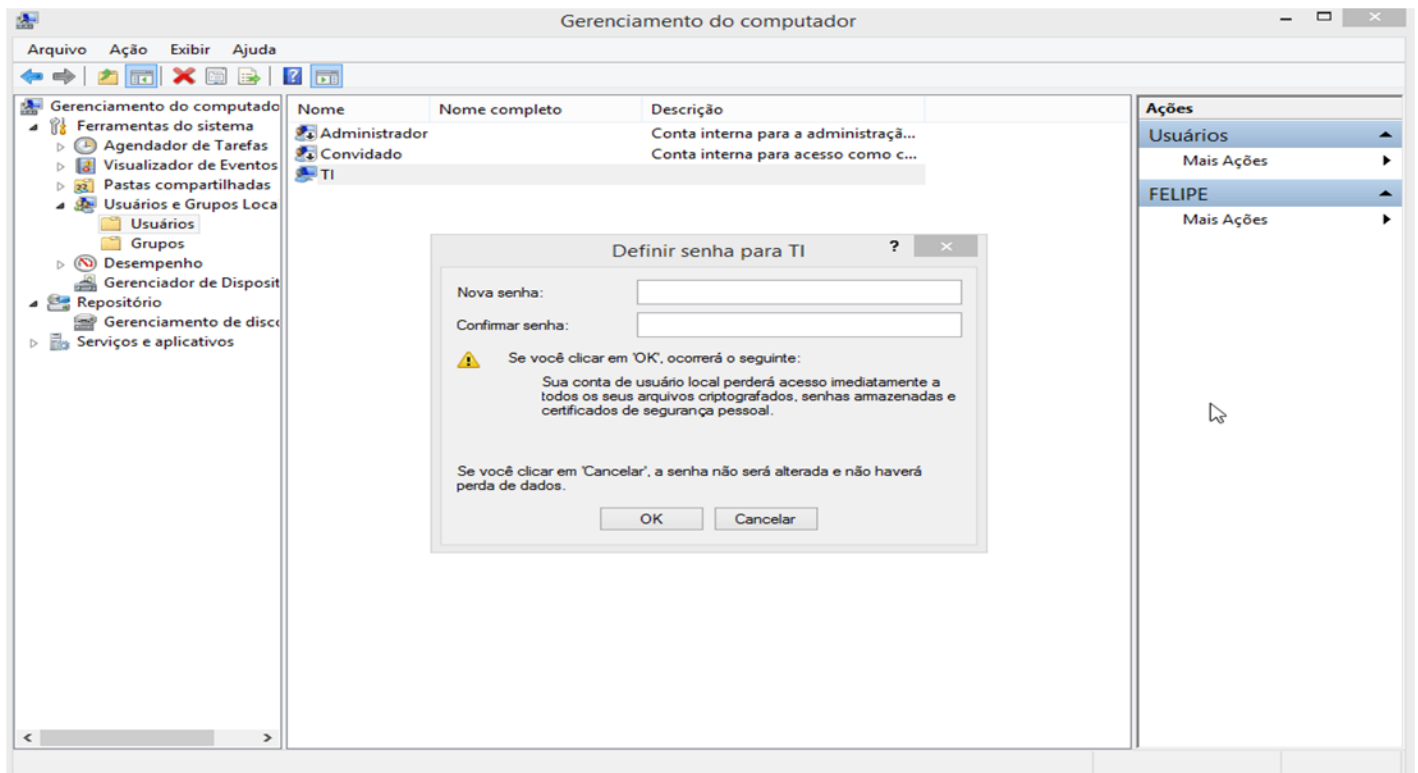 Gerenciamento do computador
Arquivo Ação Exibir Ajuda
Gerenciamento do computado
Ferramentas do sistema
Agendador de Tarefas
Visualizador de Eventos
Pastas compartilhadas
Usuários e Grupos Loca
Usuários
Grupos
Desempenho
Gerenciador de Disposit
Repositório
Gerenciamento de disco
Serviços e aplicativos
Nome Nome completo Descrição
Administrador Conta interna para a administraçã...
Convidado Conta interna para acesso como c...
TI
Definir senha para TI ?
Nova senha:
Confirmar senha:
Se você clicar em 'OK', ocorrerá o seguinte:
Sua conta de usuário local perderá acesso imediatamente a
todos os seus arquivos criptografados, senhas armazenadas e
certificados de segurança pessoal.
Se você clicar em 'Cancelar', a senha não será alterada e não haverá
perda de dados.
OK Cancelar
Ações
Usuários
Mais Ações
FELIPE
Mais Ações